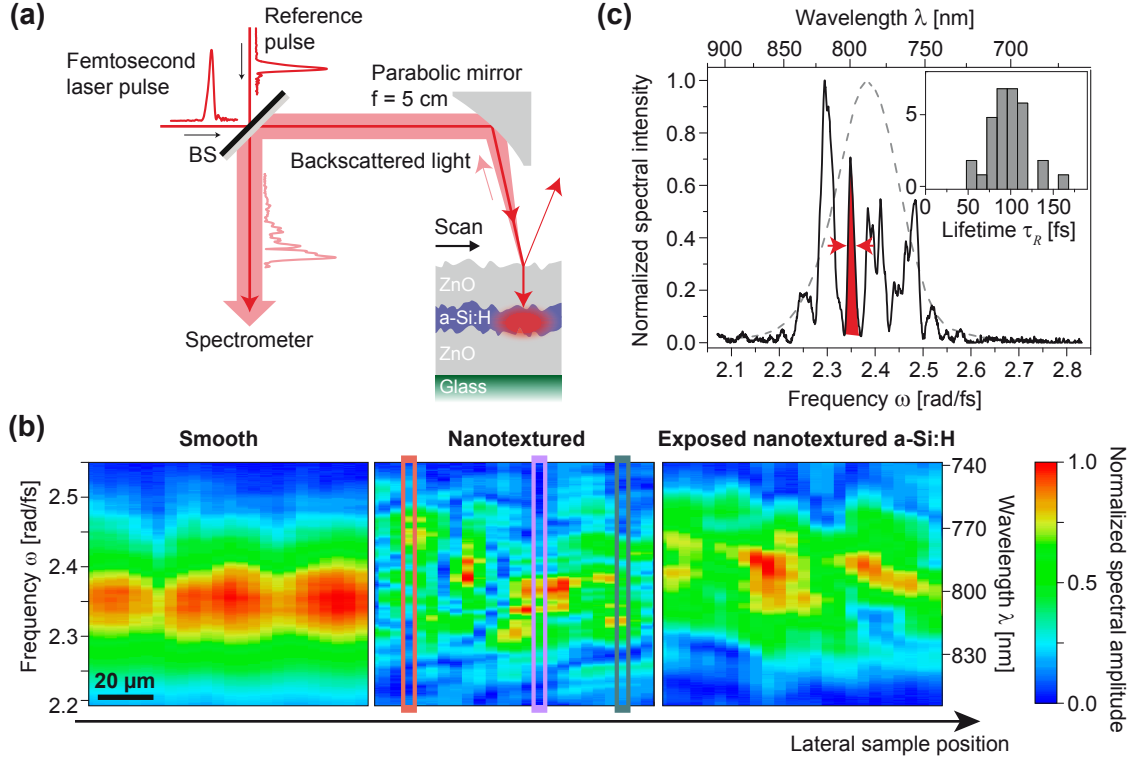 (a)
Reference
pulse
Femtosecond
laser pulse
Parabolic mirror
f = 5 cm
BS
Backscattered light
Scan
ZnO
a-Si:H
ZnO
Glass
Spectrometer
(c)
Wavelength λ [nm]
900 850 800 750 700
Normalized spectral intensity
1.0
0.8
0.6
0.4
0.2
0.0
2.1 2.2 2.3 2.4 2.5 2.6 2.7 2.8
Frequency ω [rad/fs]
5
0
0 50 100 150
Lifetime τR [fs]
(b)
Smooth
Nanotextured
Exposed nanotextured a-Si:H
Frequency ω [rad/fs]
2.5
2.4
2.3
2.2
20 µm
740
770
800
830
Wavelength λ [nm]
1.0
0.5
0.0
Normalized spectral amplitude
Lateral sample position